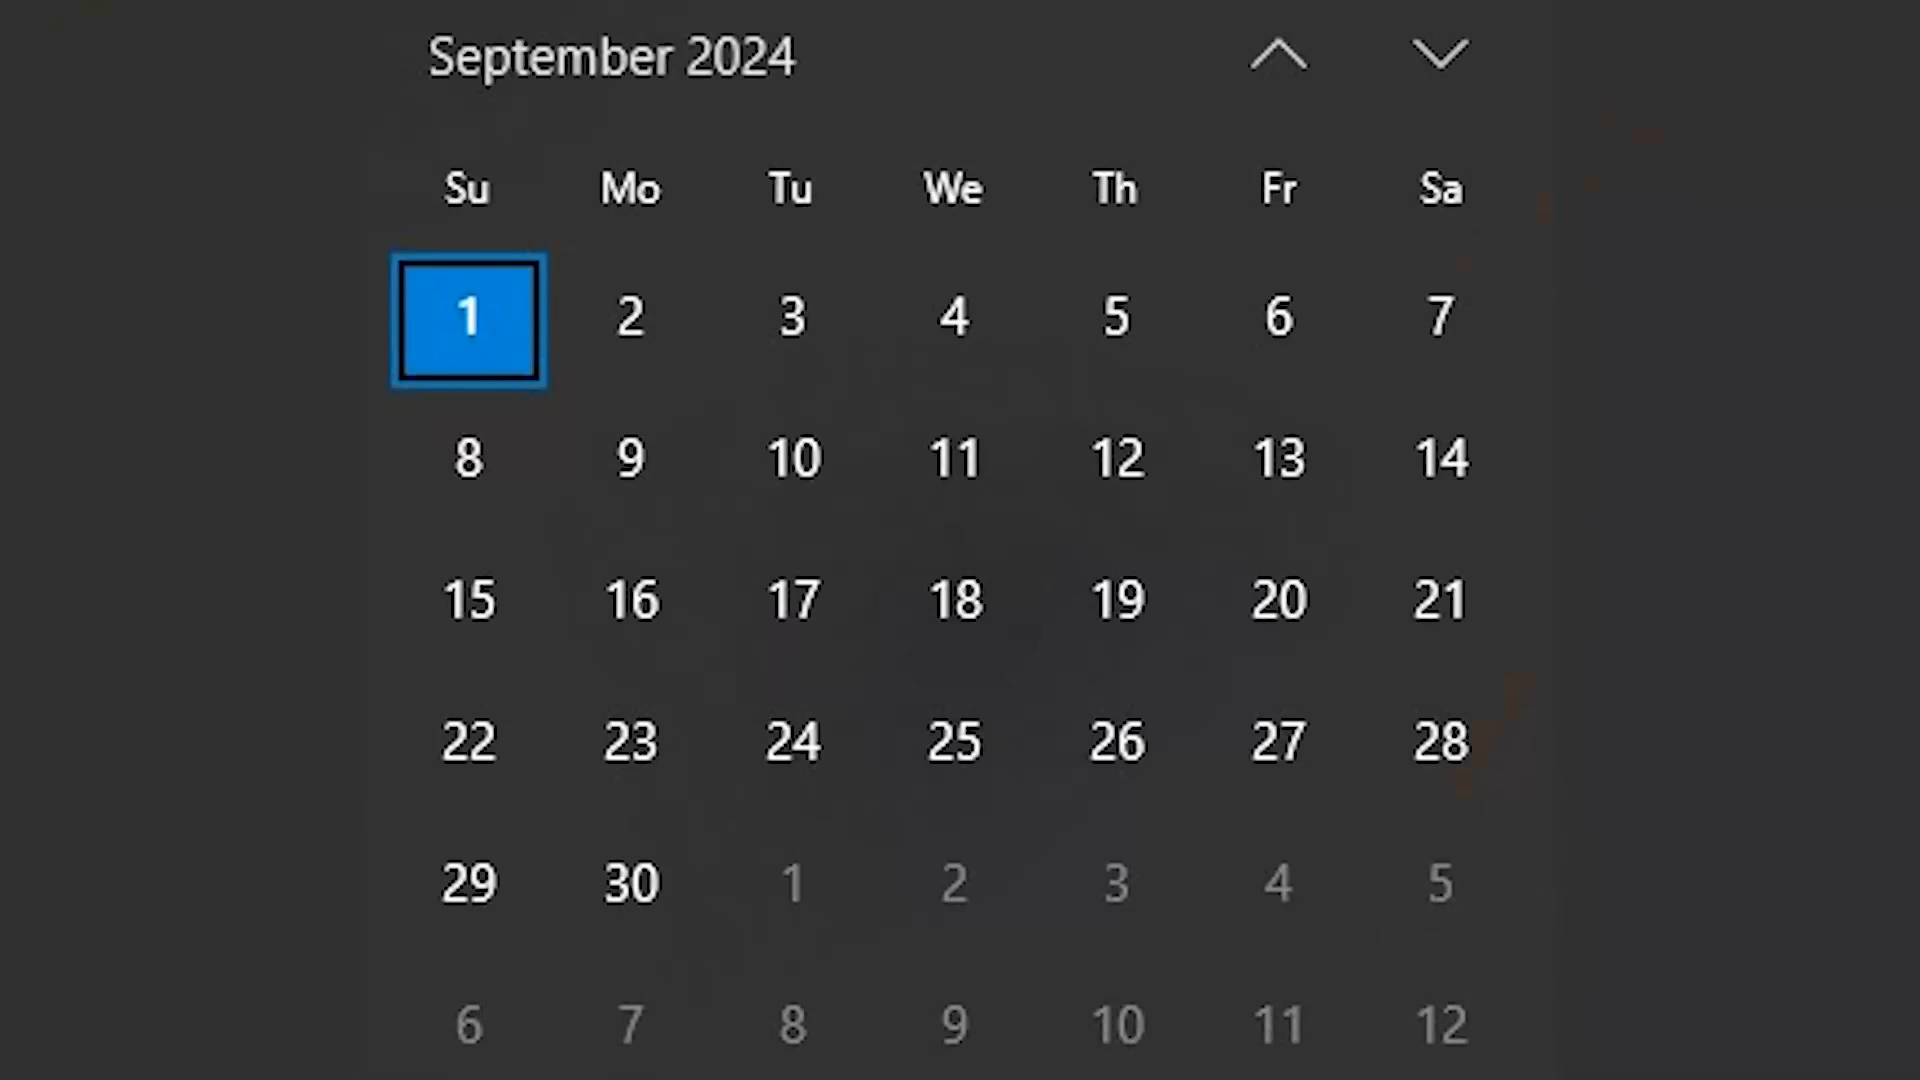 September 2024
Su Mo Tu We Th Fr Sa
1 2 3 4 5 6 7
8 9 10 11 12 13 14
15 16 17 18 19 20 21
22 23 24 25 26 27 28
29 30 1 2 3 4 5
6 7 8 9 10 11 12